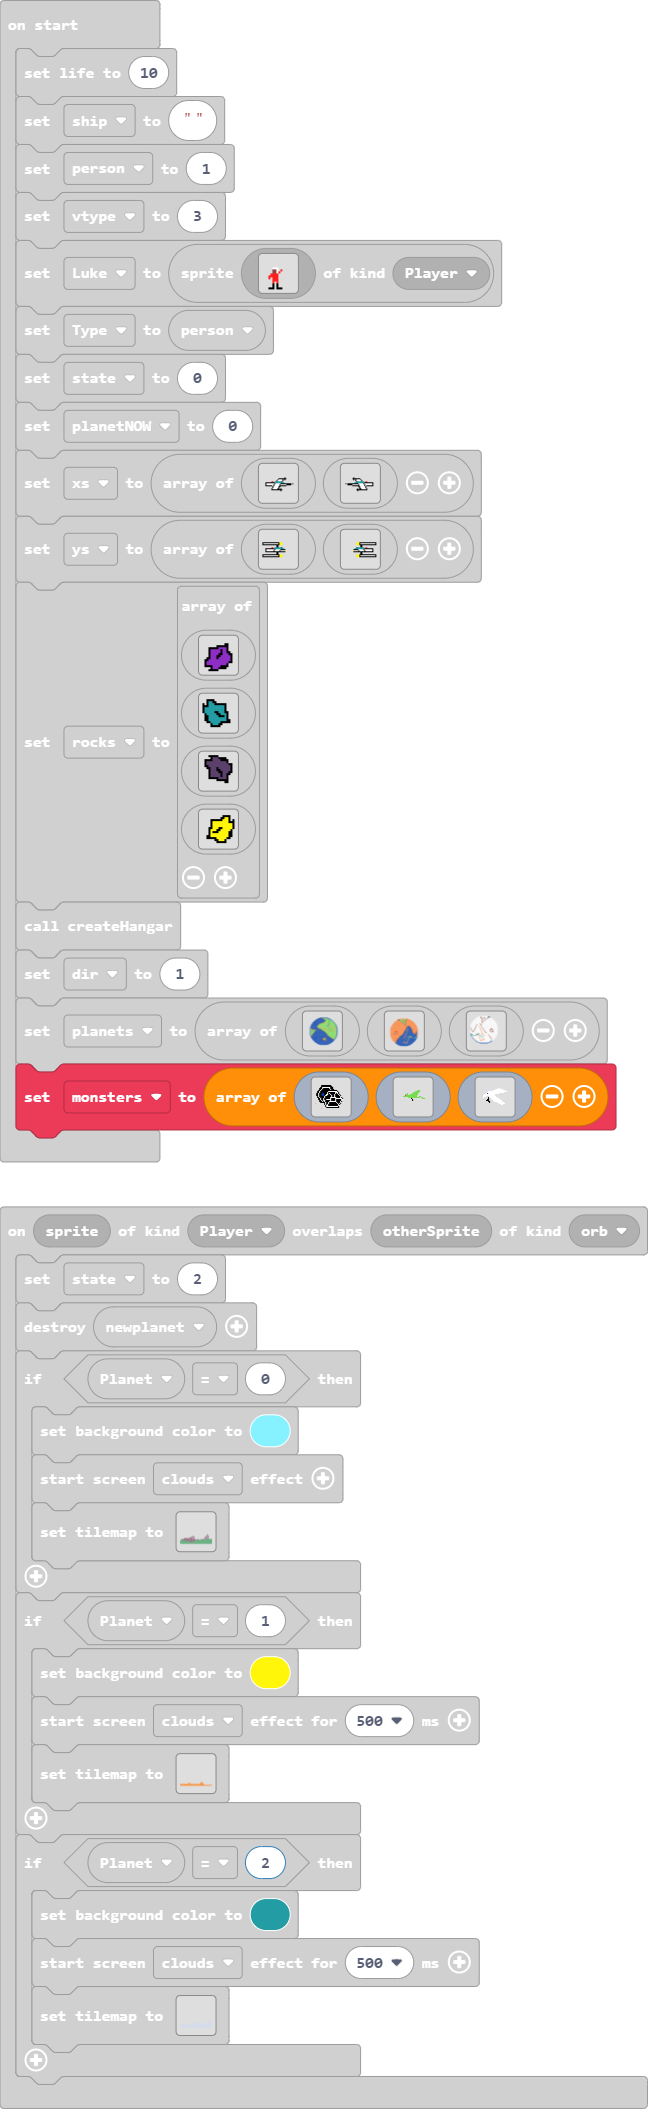 on start
set life to 10
set ship to " "
set person to 1
set vtype to 3
set Luke to sprite of kind Player
set Type to person
set state to 0
set planetNOW to 0
set xs to array of
set ys to array of
array of
set rocks to
call createHangar
set dir to 1
set planets to array of
set monsters to array of
on sprite of kind Player overlaps otherSprite of kind orb
set state to 2
destroy newplanet
if Planet = 0 then
set background color to
start screen clouds effect
set tilemap to
if Planet = 1 then
set background color to
start screen clouds effect for 500 ms
set tilemap to
if Planet = 2 then
set background color to
start screen clouds effect for 500 ms
set tilemap to